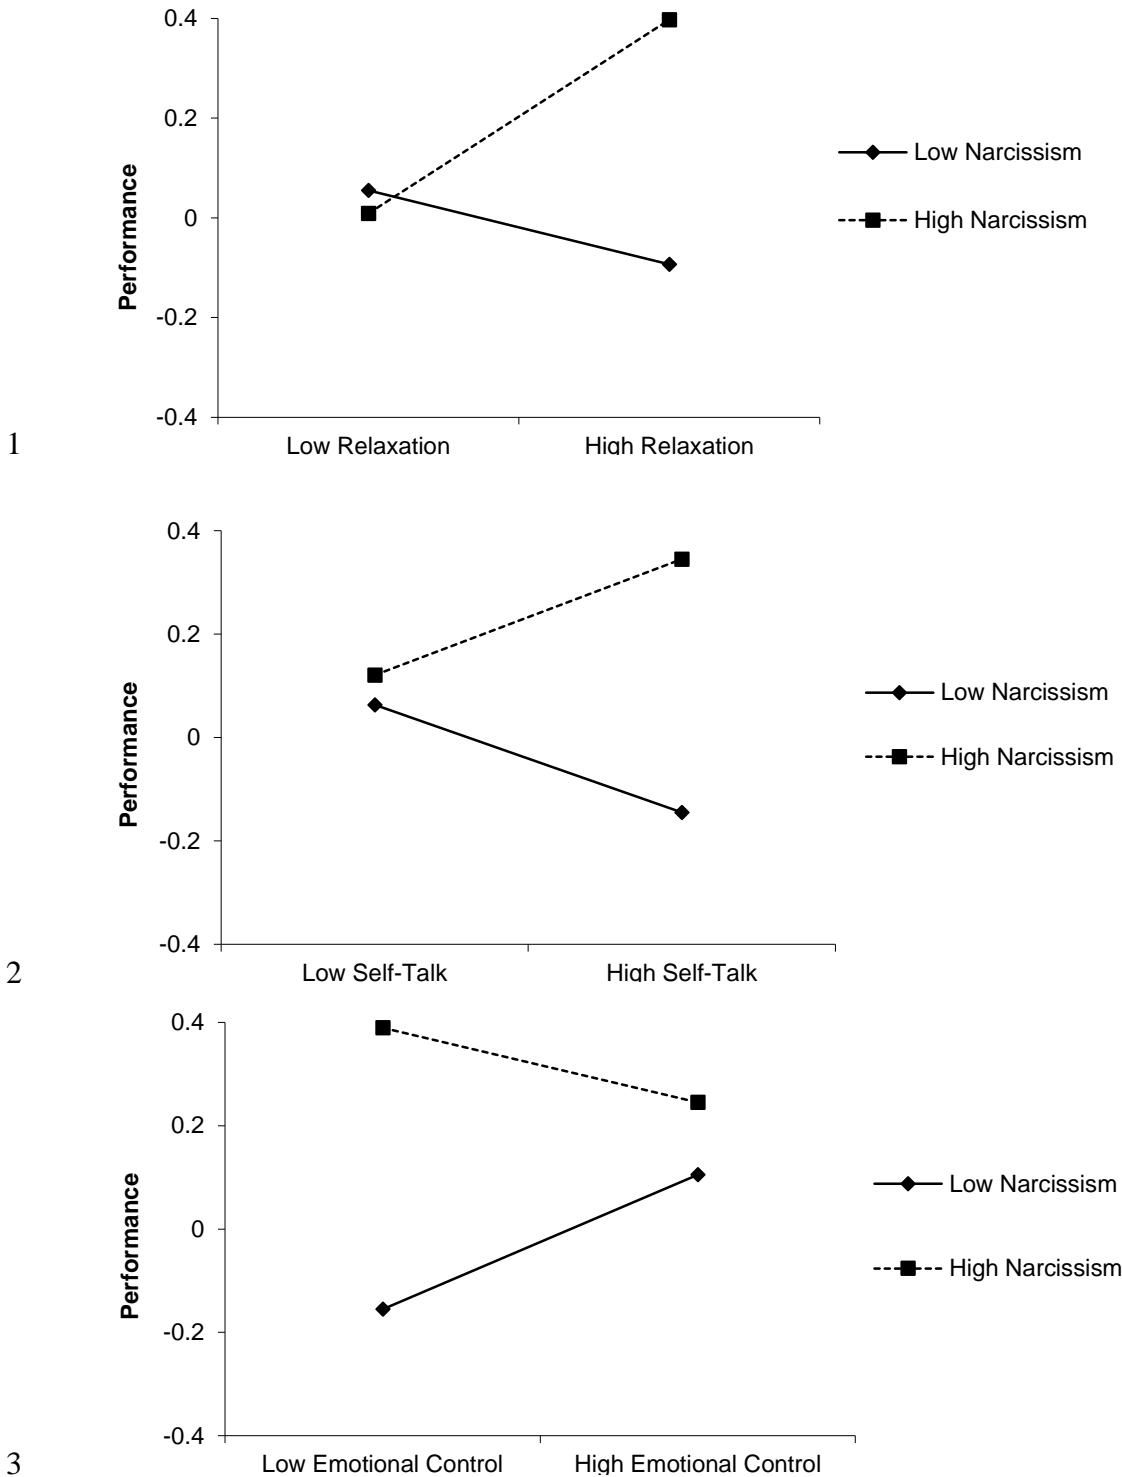 0.4
0.2
0
-0.2
-0.4
Performance
Low Relaxation High Relaxation
Low Narcissism
High Narcissism
1
0.4
0.2
0
-0.2
-0.4
Performance
Low Self-Talk High Self-Talk
Low Narcissism
High Narcissism
2
0.4
0.2
0
-0.2
-0.4
Performance
Low Emotional Control High Emotional Control
Low Narcissism
High Narcissism
3